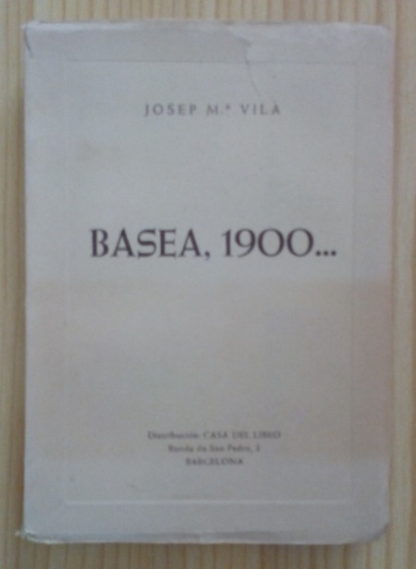 JOSEP M.ª VILÀ
BASEA, 1900...
Distribución: CASA DEL LIBRO
Ronda de San Pedro, 3
BARCELONA